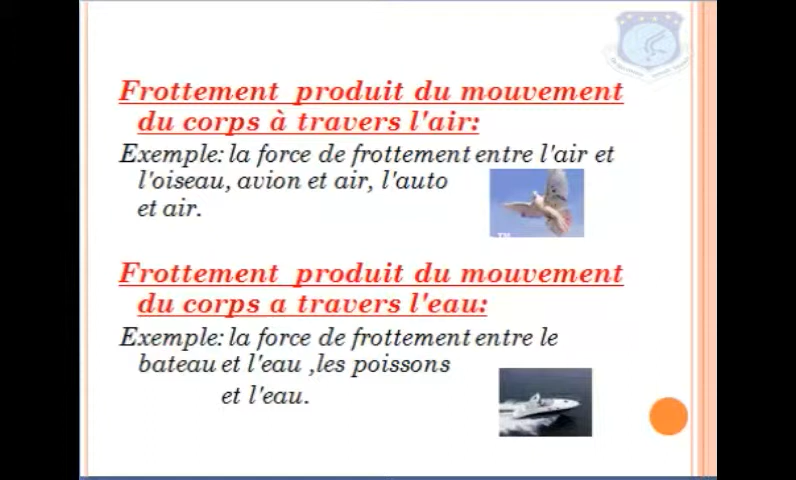 Frottement produit du mouvement
du corps à travers l'air:
Exemple: la force de frottement entre l'air et
l'oiseau, avion et air, l'auto
et air.
TM
Frottement produit du mouvement
du corps a travers l'eau:
Exemple: la force de frottement entre le
bateau et l'eau ,les poissons
et l'eau.